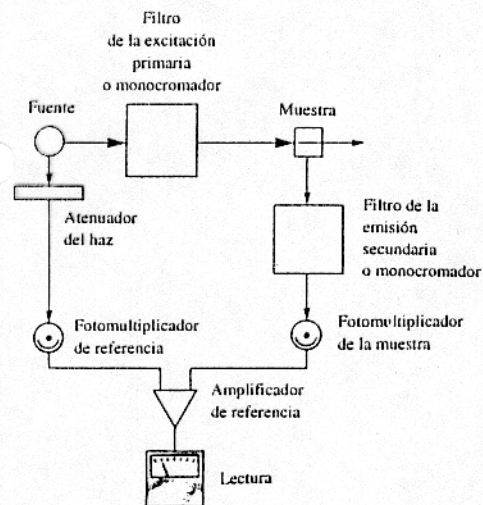 Filtro
de la excitación
primaria
o monocromador
Fuente
Muestra
Atenuador
del haz
Filtro de la
emisión
secundaria
o monocromador
Fotomultiplicador
de referencia
Fotomultiplicador
de la muestra
Amplificador
de referencia
Lectura